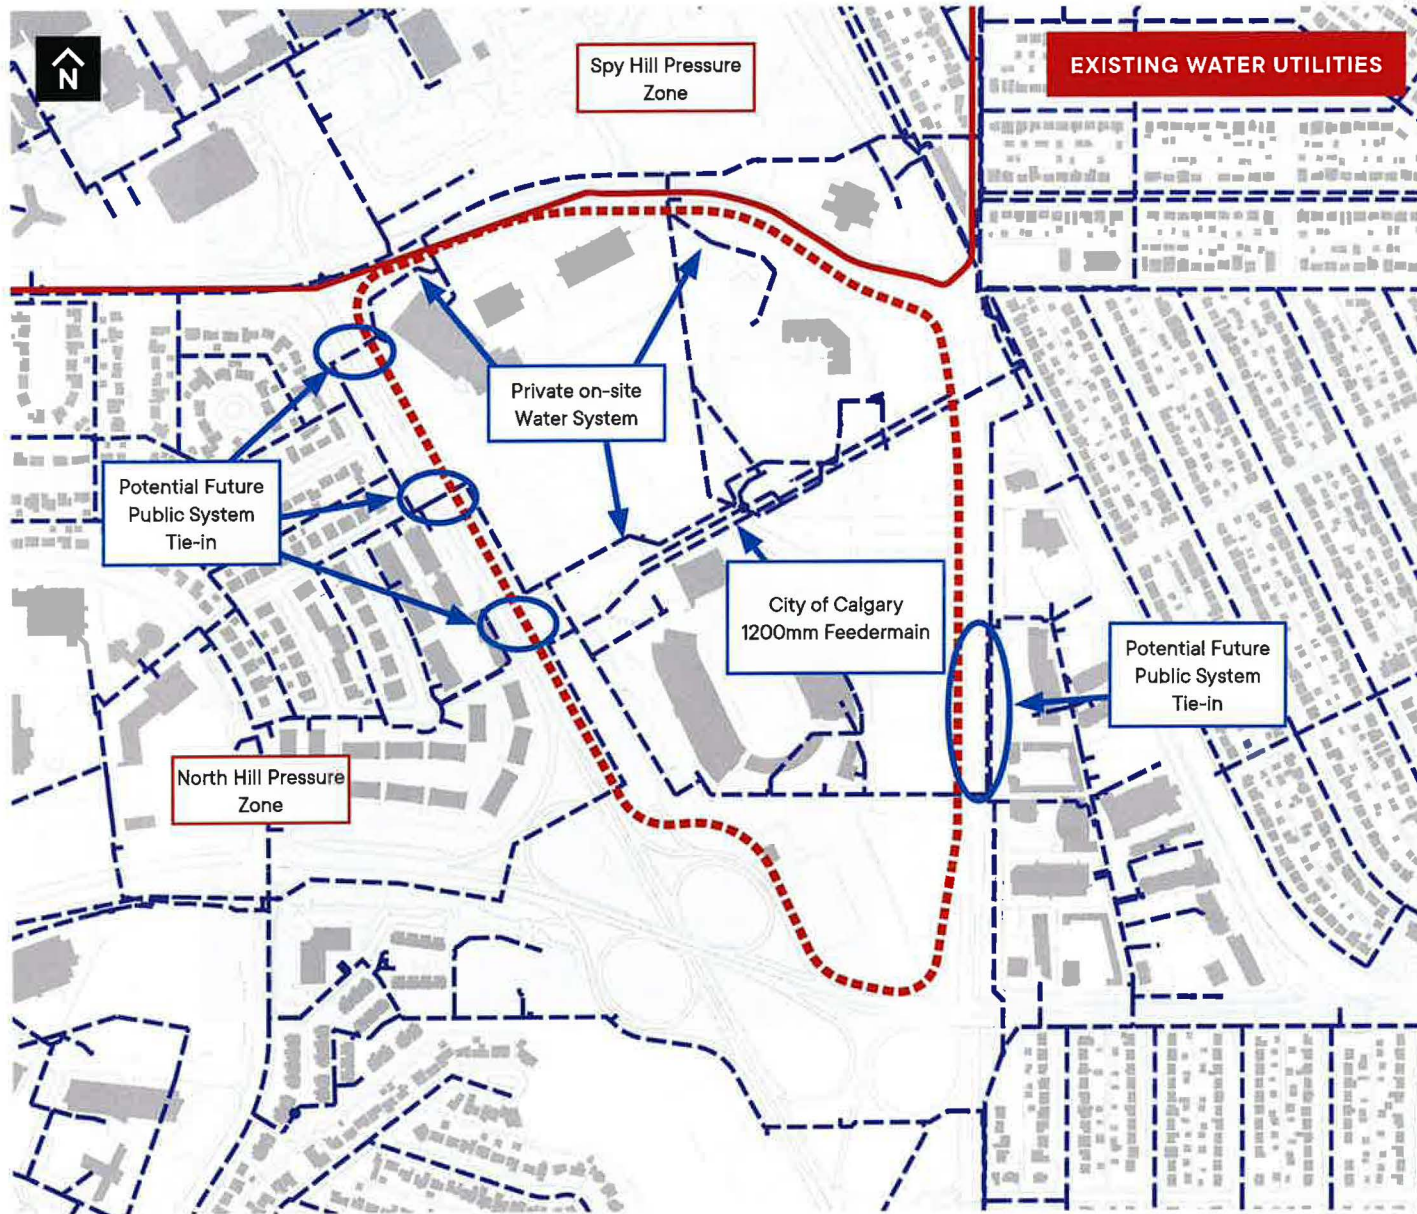 N
Spy Hill Pressure
Zone
EXISTING WATER UTILITIES
Private on-site
Water System
Potential Future
Public System
Tie-in
City of Calgary
1200mm Feedermain
Potential Future
Public System
Tie-in
North Hill Pressure
Zone